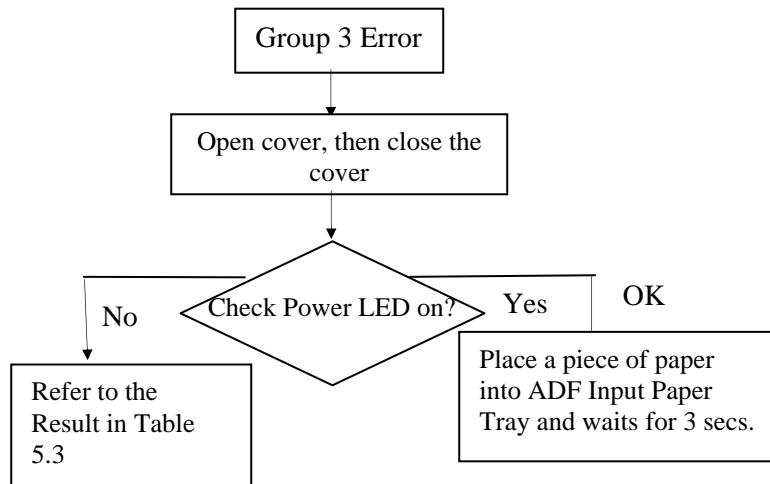 Group 3 Error
Open cover, then close the
cover
Check Power LED on?
No
Yes
OK
Refer to the
Result in Table
5.3
Place a piece of paper
into ADF Input Paper
Tray and waits for 3 secs.